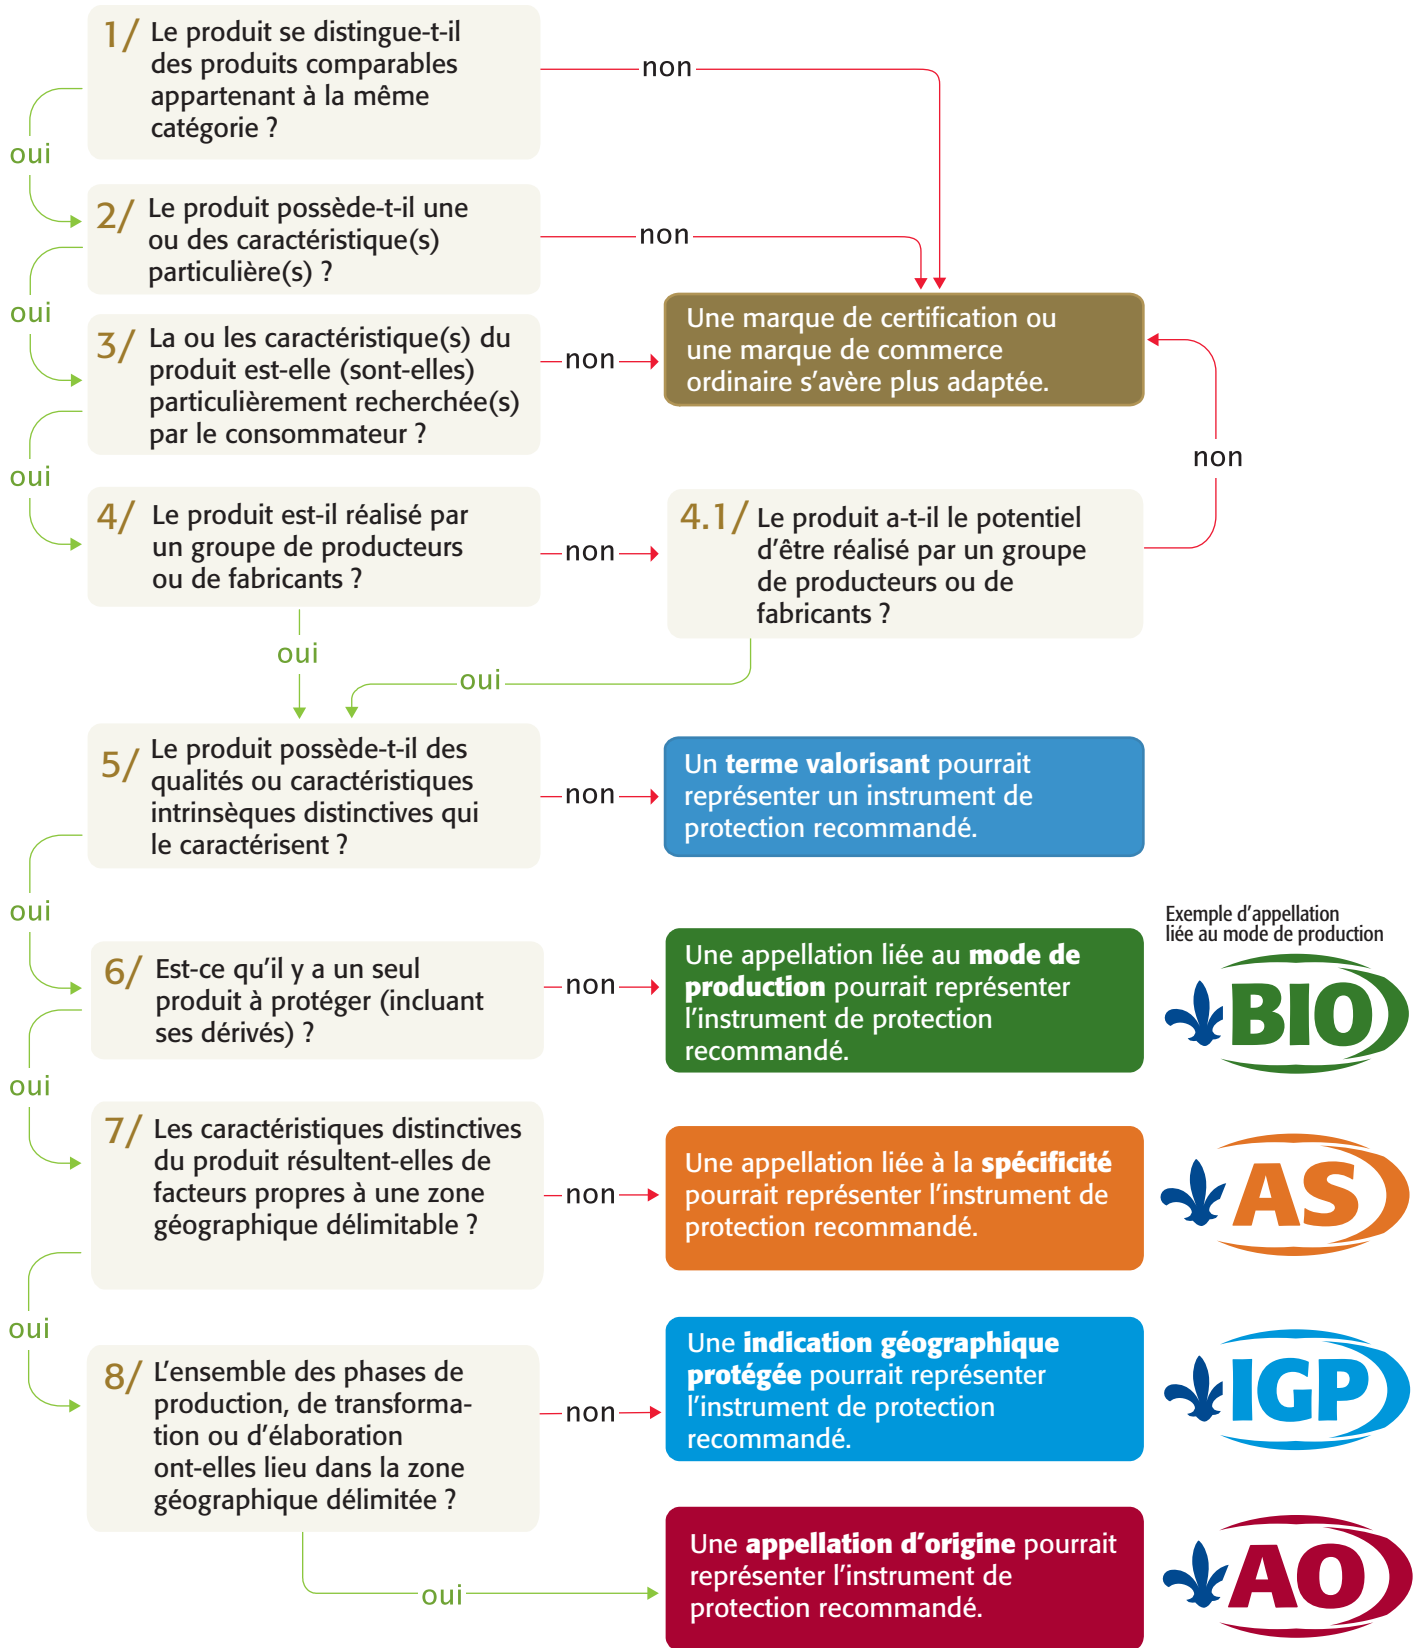 1/ Le produit se distingue-t-il
des produits comparables
appartenant à la même
catégorie ?
non
oui
2/ Le produit possède-t-il une
ou des caractéristique(s)
particulière(s) ?
non
oui
Une marque de certification ou
une marque de commerce
ordinaire s’avère plus adaptée.
3/ La ou les caractéristique(s) du
produit est-elle (sont-elles)
particulièrement recherchée(s)
par le consommateur ?
non
oui
non
4/ Le produit est-il réalisé par
un groupe de producteurs
ou de fabricants ?
non
4.1/ Le produit a-t-il le potentiel
d’être réalisé par un groupe
de producteurs ou de
fabricants ?
oui
oui
5/ Le produit possède-t-il des
qualités ou caractéristiques
intrinsèques distinctives qui
le caractérisent ?
non
Un terme valorisant pourrait
représenter un instrument de
protection recommandé.
oui
6/ Est-ce qu’il y a un seul
produit à protéger (incluant
ses dérivés) ?
non
Une appellation liée au mode de
production pourrait représenter
l’instrument de protection
recommandé.
Exemple d’appellation
liée au mode de production
BIO
oui
7/ Les caractéristiques distinctives
du produit résultent-elles de
facteurs propres à une zone
géographique délimitable ?
non
Une appellation liée à la spécificité
pourrait représenter l’instrument de
protection recommandé.
AS
oui
8/ L’ensemble des phases de
production, de transforma-
tion ou d’élaboration
ont-elles lieu dans la zone
géographique délimitée ?
non
Une indication géographique
protégée pourrait représenter
l’instrument de protection
recommandé.
IGP
oui
Une appellation d’origine pourrait
représenter l’instrument de
protection recommandé.
AO